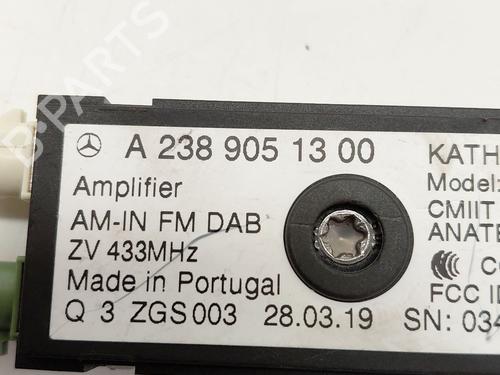 A 238 905 13 00 KATH
Amplifier Model:
AM-IN FM DAB CMIIT
ZV 433MHz ANATE
Made in Portugal FCC ID
Q 3 ZGS003 28.03.19 SN: 034